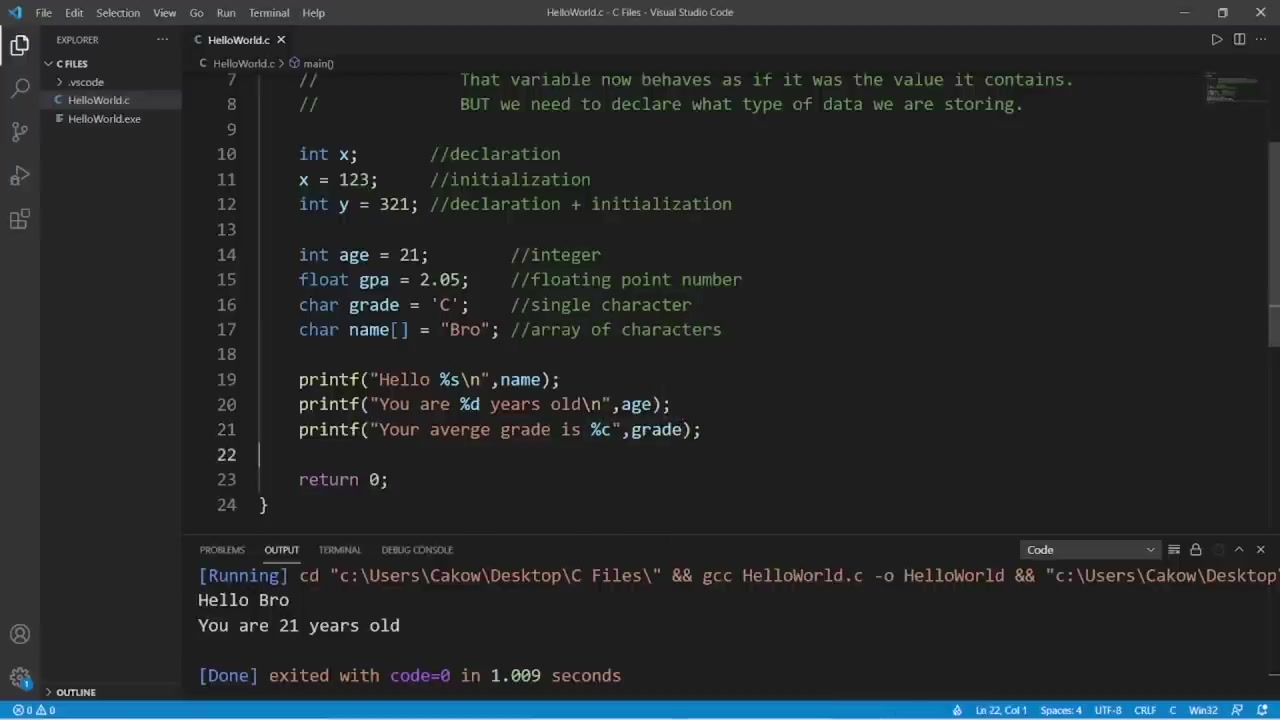 File Edit Selection View Go Run Terminal Help HelloWorld.c - C Files - Visual Studio Code
EXPLORER ··· C HelloWorld.c ×
C FILES C HelloWorld.c > main()
> .vscode
C HelloWorld.c
HelloWorld.exe
7 // That variable now behaves as if it was the value it contains.
8 // BUT we need to declare what type of data we are storing.
9
10 int x; //declaration
11 x = 123; //initialization
12 int y = 321; //declaration + initialization
13
14 int age = 21; //integer
15 float gpa = 2.05; //floating point number
16 char grade = 'C'; //single character
17 char name[] = "Bro"; //array of characters
18
19 printf("Hello %s\n",name);
20 printf("You are %d years old\n",age);
21 printf("Your averge grade is %c",grade);
22
23 return 0;
24 }
PROBLEMS OUTPUT TERMINAL DEBUG CONSOLE Code
[Running] cd "c:\Users\Cakow\Desktop\C Files\" && gcc HelloWorld.c -o HelloWorld && "c:\Users\Cakow\Desktop
Hello Bro
You are 21 years old
[Done] exited with code=0 in 1.009 seconds
1
> OUTLINE
0 0 Ln 22, Col 1 Spaces: 4 UTF-8 CRLF C Win32